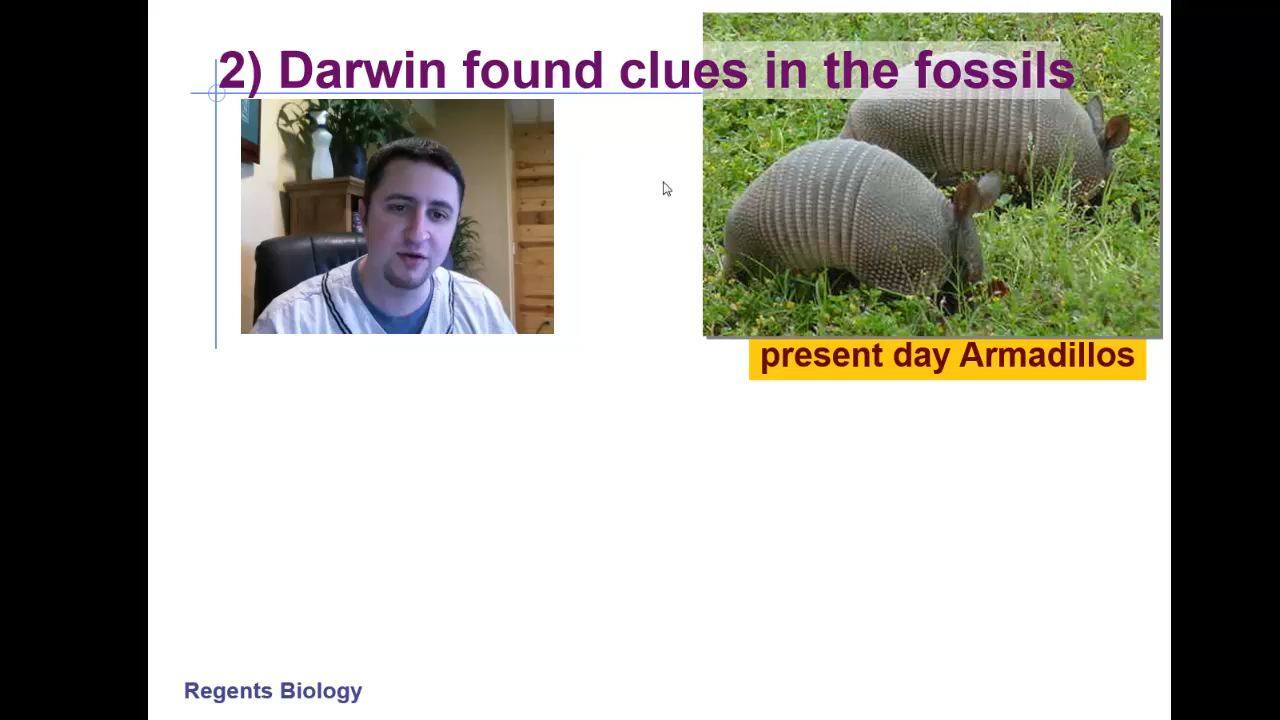 2) Darwin found clues in the fossils
present day Armadillos
Regents Biology